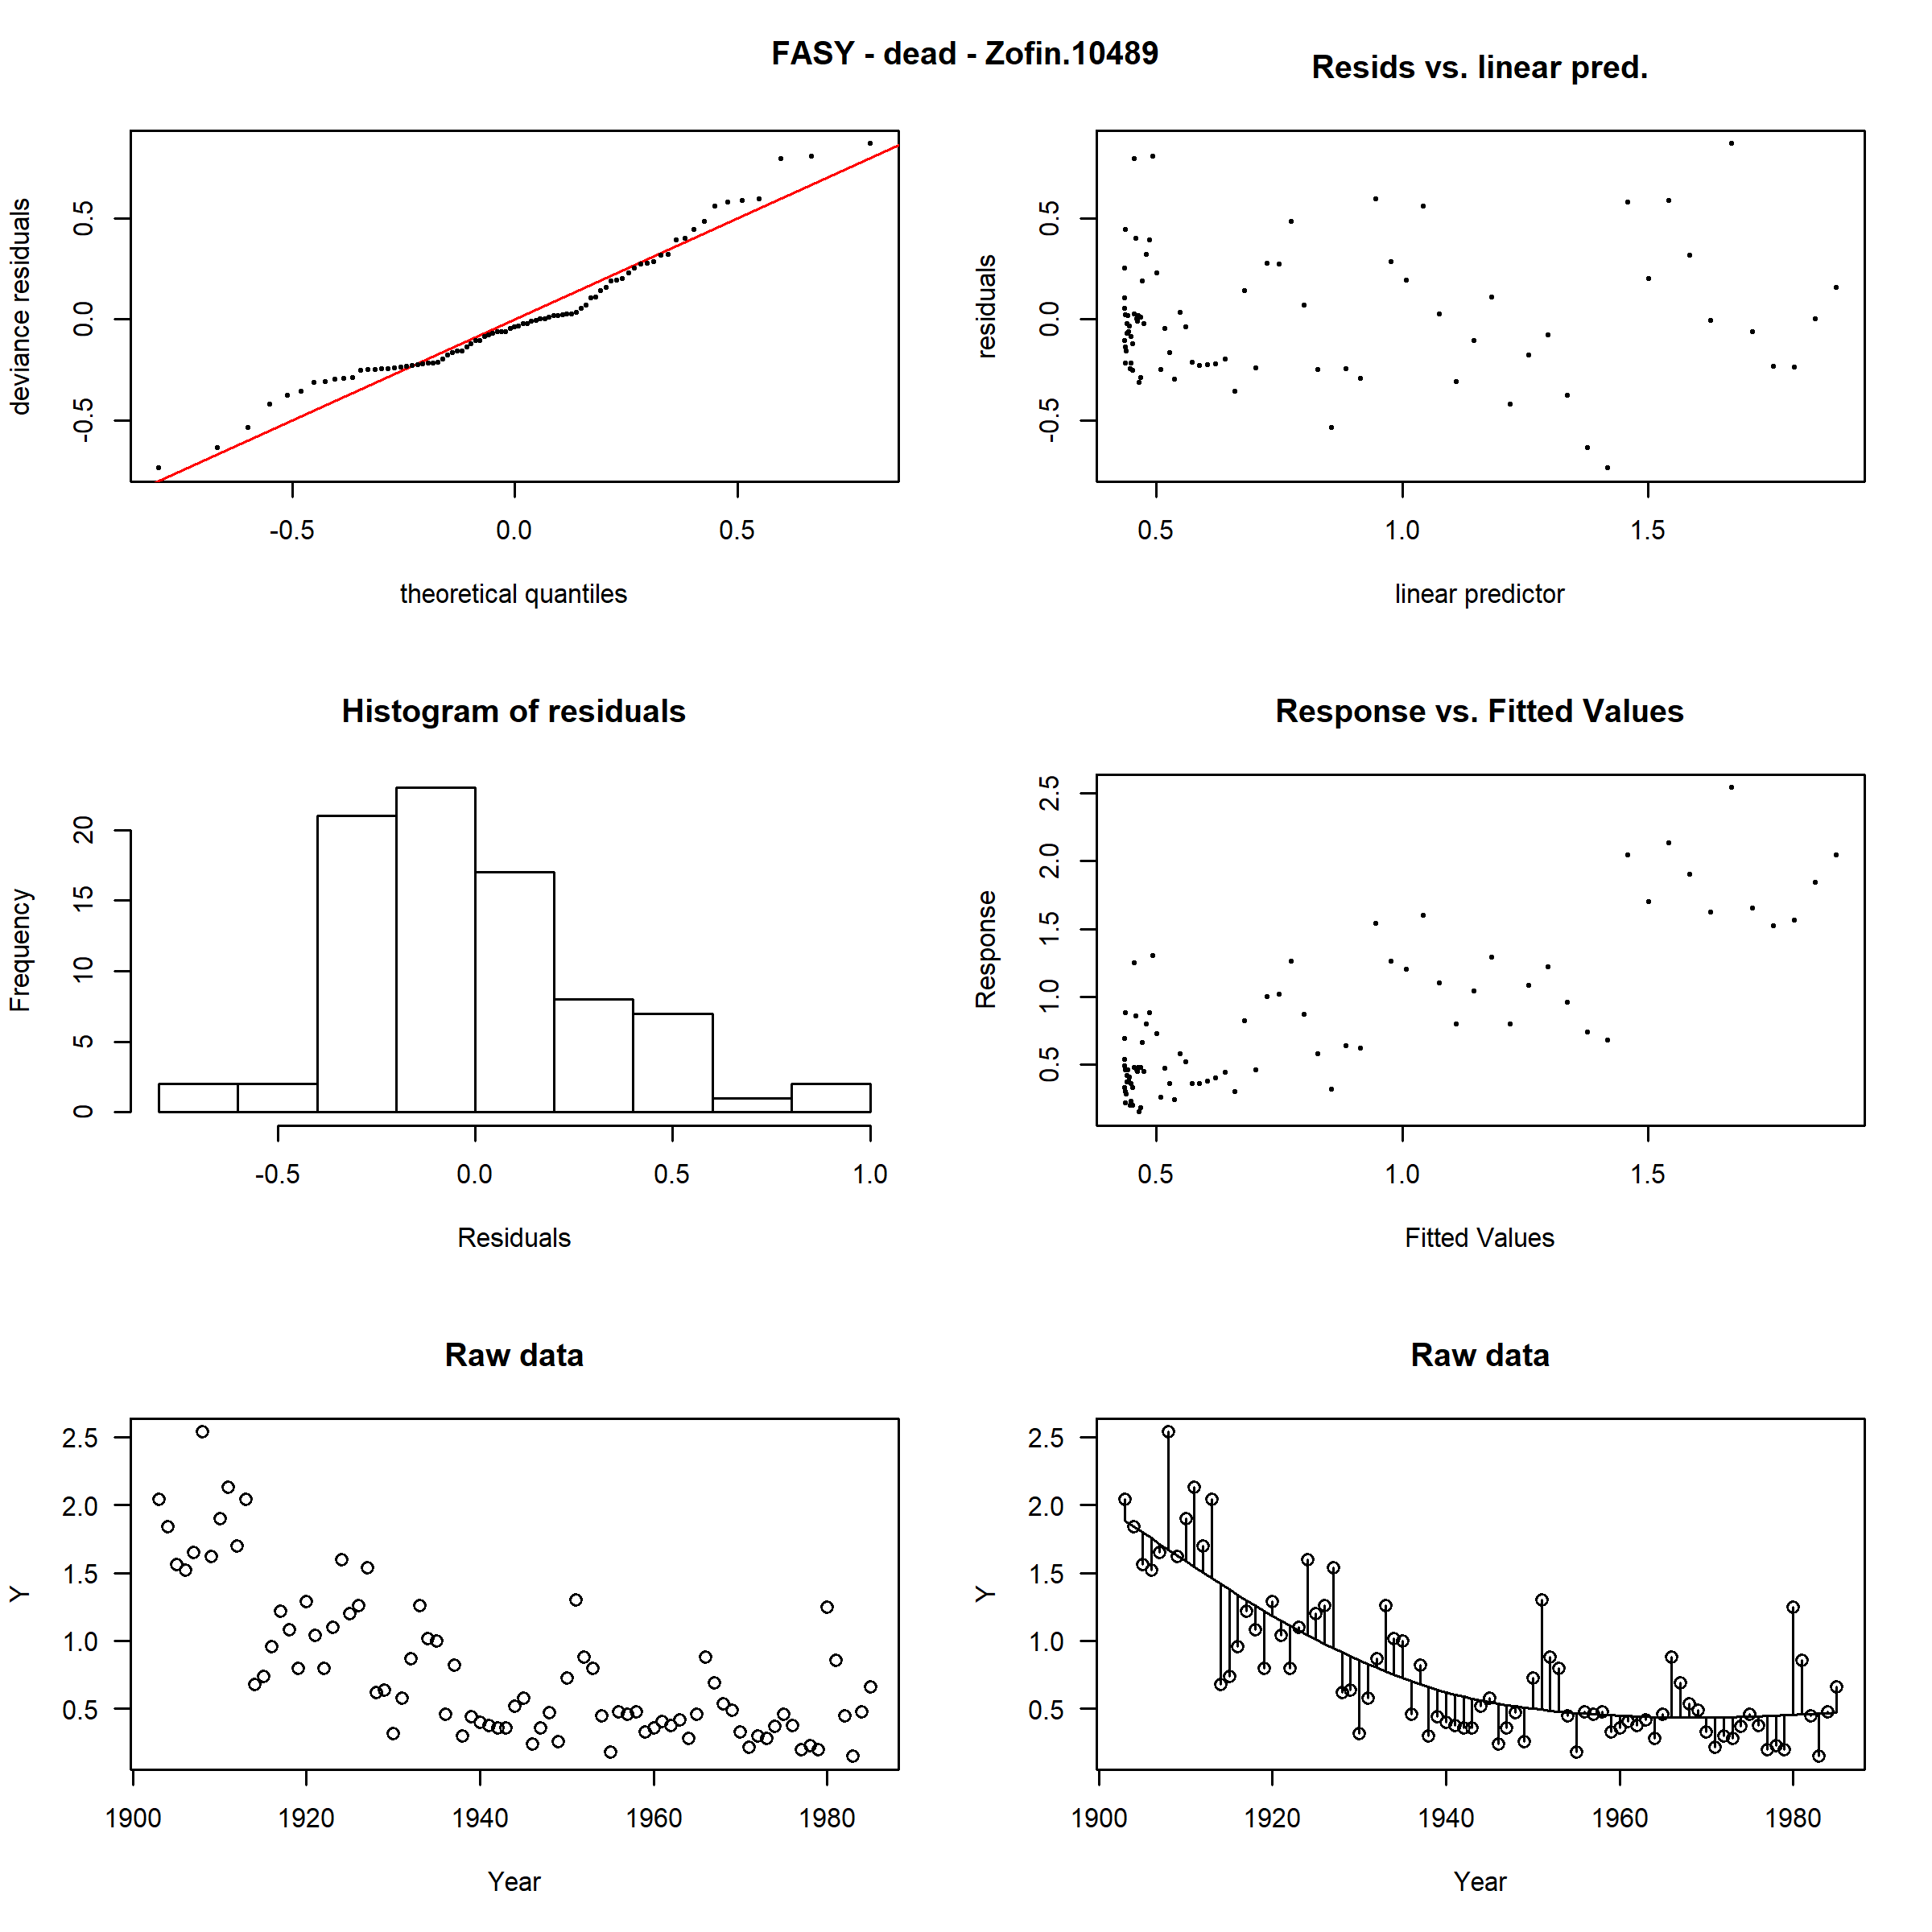 FASY - dead - Zofin.10489
Resids vs. linear pred.
deviance residuals
-0.5 0.0 0.5
-0.5 0.0 0.5
theoretical quantiles
residuals
-0.5 0.0 0.5
0.5 1.0 1.5
linear predictor
Histogram of residuals
Frequency
0 5 10 15 20
-0.5 0.0 0.5 1.0
Residuals
Response vs. Fitted Values
Response
0.5 1.0 1.5 2.0 2.5
0.5 1.0 1.5
Fitted Values
Raw data
Y
2.5
2.0
1.5
1.0
0.5
1900 1920 1940 1960 1980
Year
Raw data
Y
2.5
2.0
1.5
1.0
0.5
1900 1920 1940 1960 1980
Year